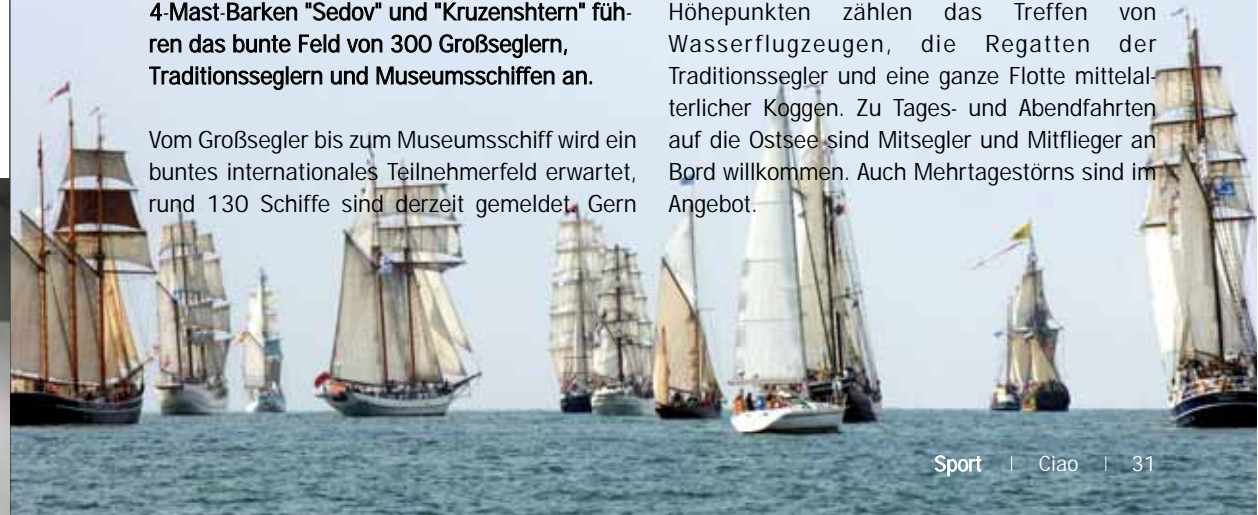 4-Mast-Barken "Sedov" und "Kruzenshtern" füh-
ren das bunte Feld von 300 Großseglern,
Traditionsseglern und Museumsschiffen an.
Vom Großsegler bis zum Museumsschiff wird ein
buntes internationales Teilnehmerfeld erwartet,
rund 130 Schiffe sind derzeit gemeldet. Gern
Höhepunkten zählen das Treffen von
Wasserflugzeugen, die Regatten der
Traditionssegler und eine ganze Flotte mittelal-
terlicher Koggen. Zu Tages- und Abendfahrten
auf die Ostsee sind Mitsegler und Mitflieger an
Bord willkommen. Auch Mehrtagestörns sind im
Angebot.
Sport | Ciao | 31